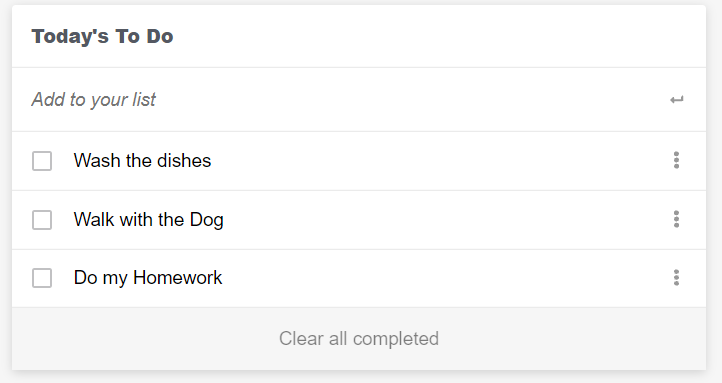 Today's To Do
Add to your list
Wash the dishes
Walk with the Dog
Do my Homework
Clear all completed